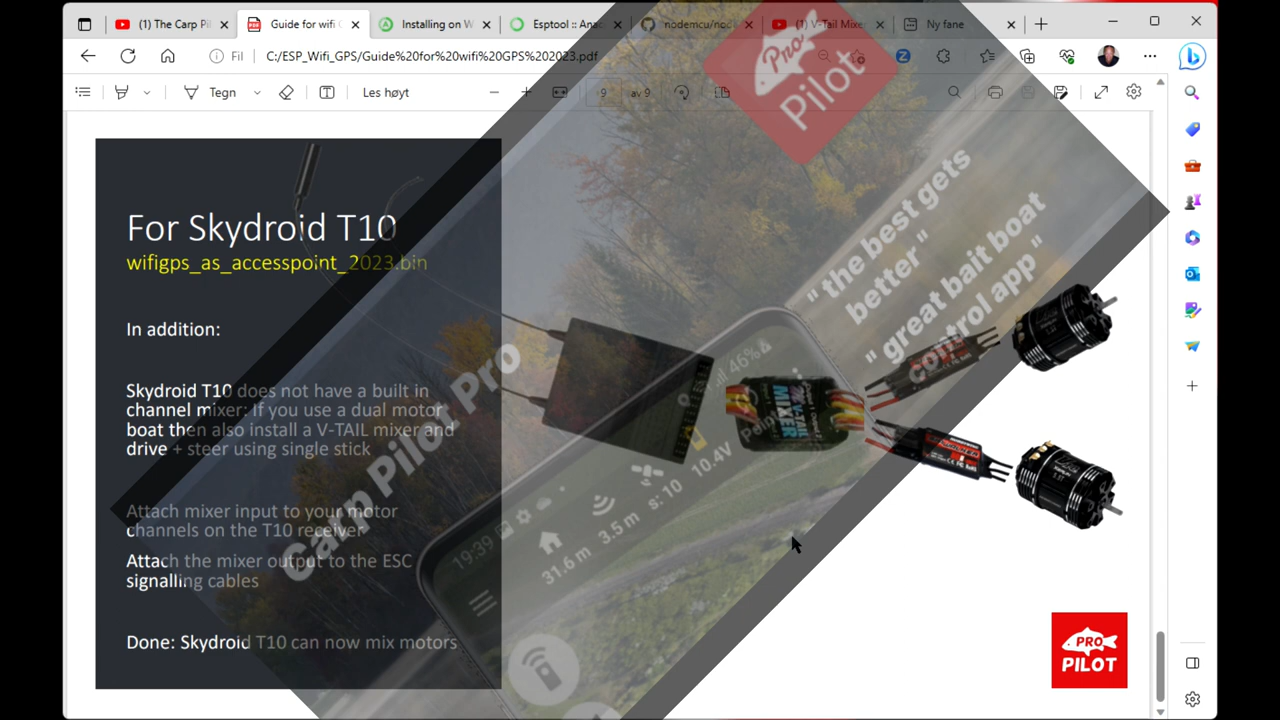 (1) The Carp Pil
Guide for wifi G
Installing on W
Esptool :: Anac
nodemcu/nod
(1) V-Tail Mixe
Ny fane
Fil
C:/ESP_Wifi_GPS/Guide%20for%20wifi%20GPS%202023.pdf
Tegn
Les høyt
9
av 9
Pro
Pilot
For Skydroid T10
wifigps_as_accesspoint_2023.bin
In addition:
Skydroid T10 does not have a built in
channel mixer: If you use a dual motor
boat then also install a V-TAIL mixer and
drive + steer using single stick
Attach mixer input to your motor
channels on the T10 receiver
Attach the mixer output to the ESC
signalling cables
Done: Skydroid T10 can now mix motors
Carp Pilot Pro
" the best gets
better "
" great bait boat
control app "
V-TAIL
MIXER
19:39
46%
31.6 m
3.5 m
s: 10
10.4V
PRO
PILOT